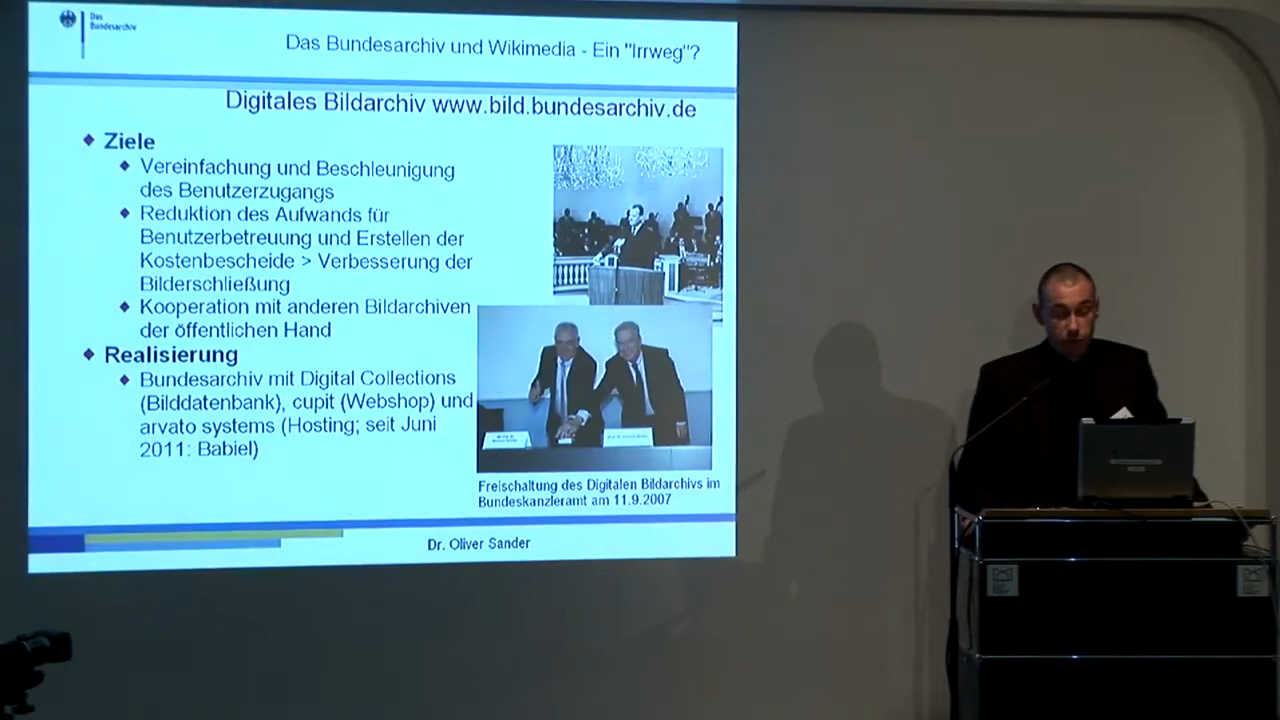 Das
Bundesarchiv
Das Bundesarchiv und Wikimedia - Ein "Irrweg"?
Digitales Bildarchiv www.bild.bundesarchiv.de
Ziele
Vereinfachung und Beschleunigung
des Benutzerzugangs
Reduktion des Aufwands für
Benutzerbetreuung und Erstellen der
Kostenbescheide > Verbesserung der
Bilderschließung
Kooperation mit anderen Bildarchiven
der öffentlichen Hand
Realisierung
Bundesarchiv mit Digital Collections
(Bilddatenbank), cupit (Webshop) und
arvato systems (Hosting; seit Juni
2011: Babiel)
Freischaltung des Digitalen Bildarchivs im
Bundeskanzleramt am 11.9.2007
Dr. Oliver Sander